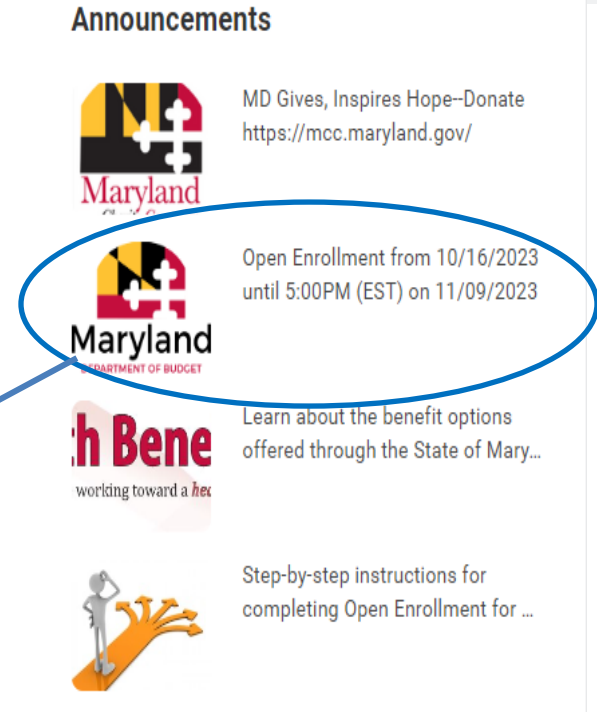 Announcements
MD Gives, Inspires Hope--Donate
https://mcc.maryland.gov/
Maryland
Open Enrollment from 10/16/2023
until 5:00PM (EST) on 11/09/2023
Maryland
DEPARTMENT OF BUDGET
Learn about the benefit options
offered through the State of Mary...
h Bene
working toward a hea
Step-by-step instructions for
completing Open Enrollment for ...